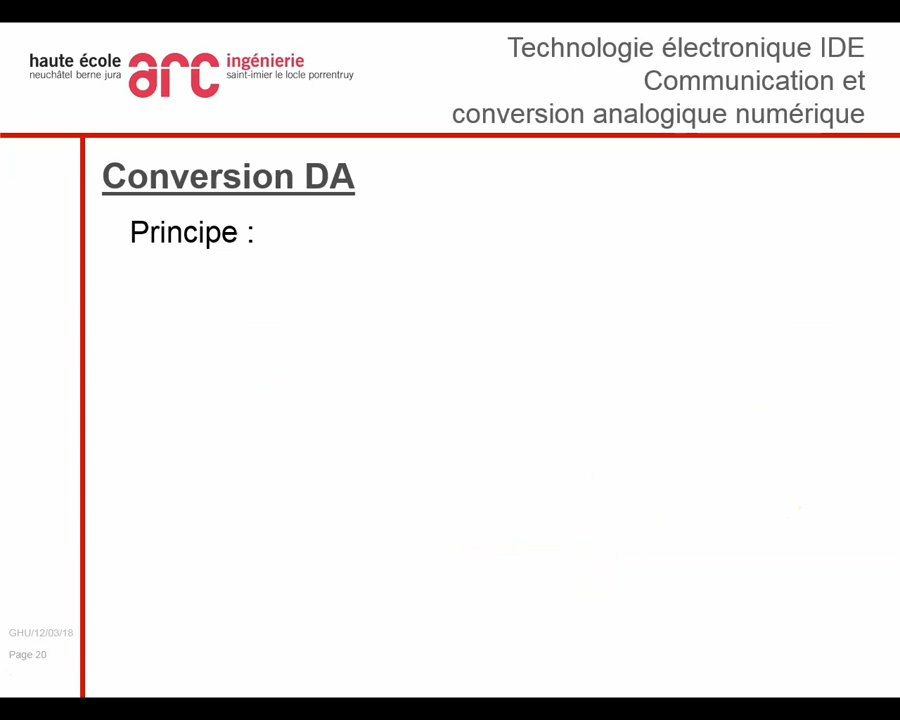 haute école
neuchâtel berne jura
arc
ingénierie
saint-imier le locle porrentruy
Technologie électronique IDE
Communication et
conversion analogique numérique
Conversion DA
Principe :
GHU/12/03/18
Page 20